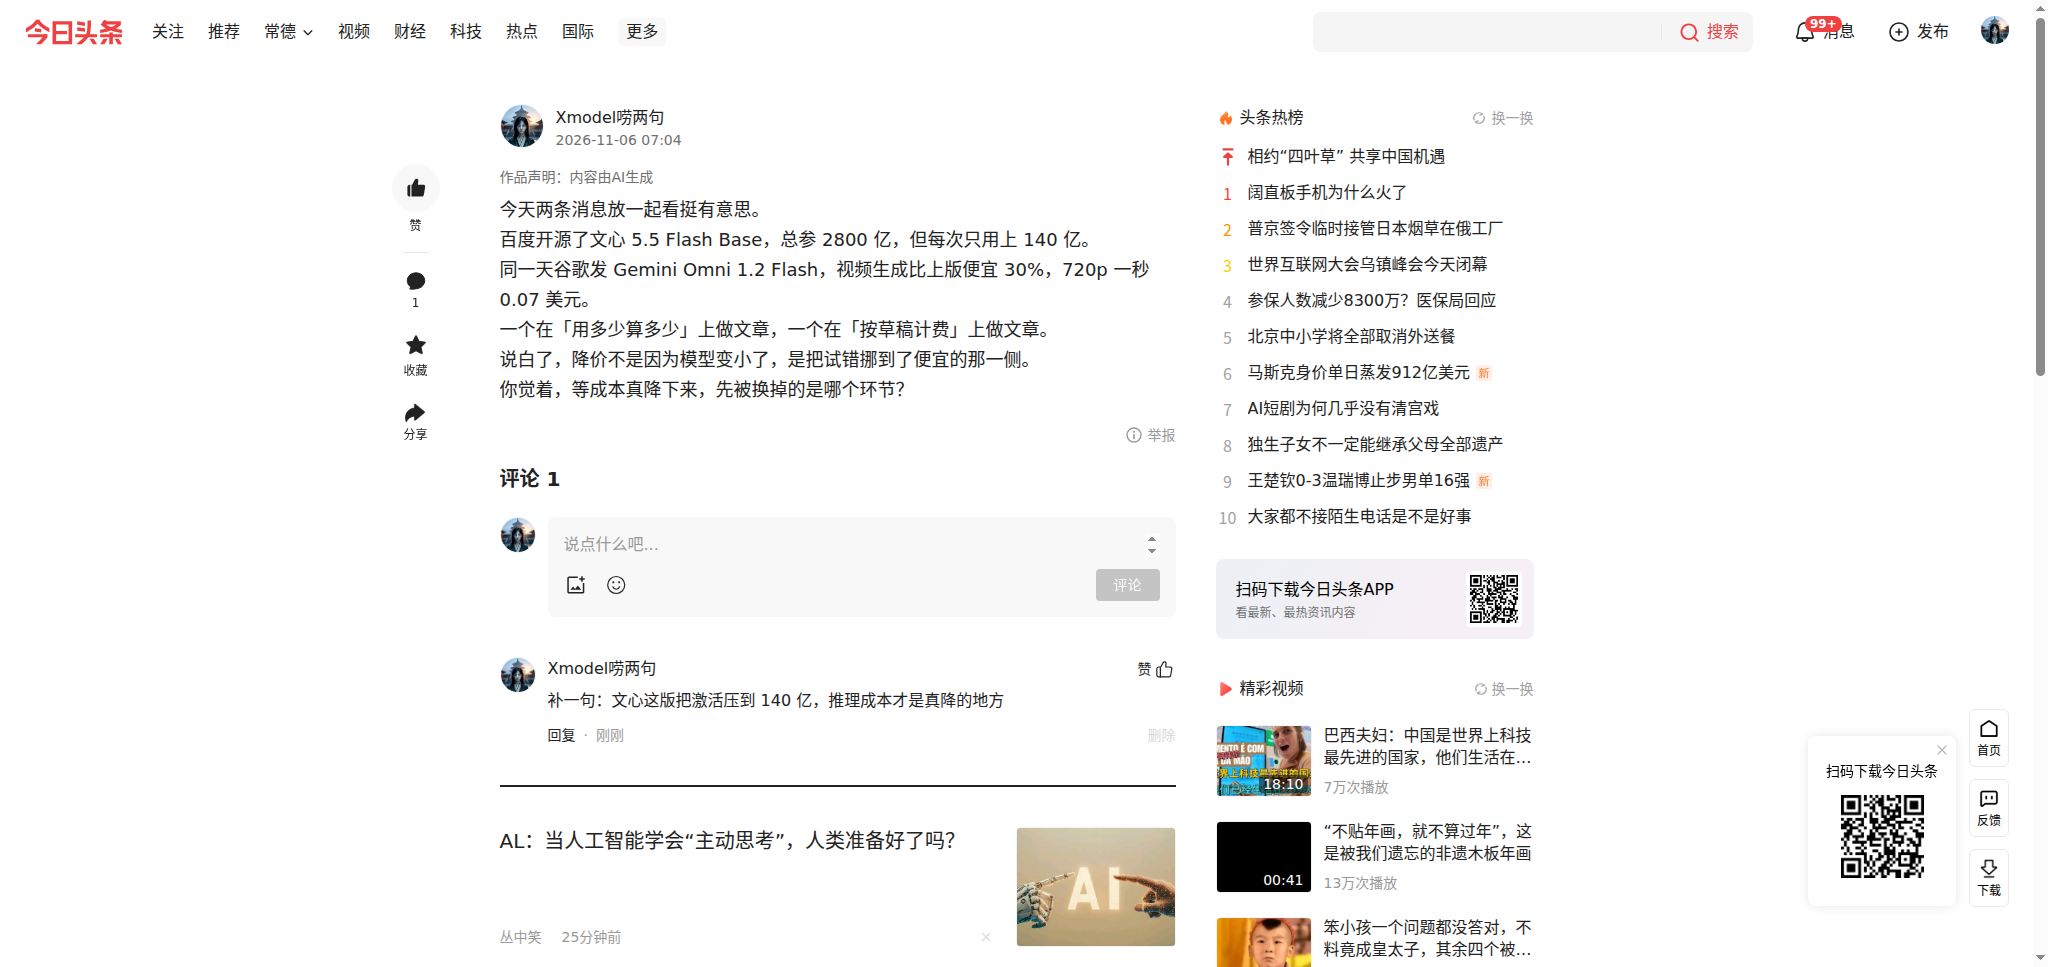 今日头条
关注 推荐 常德 视频 财经 科技 热点 国际 更多
搜索
99+
消息
发布
Xmodel唠两句
2026-11-06 07:04
作品声明：内容由AI生成
今天两条消息放一起看挺有意思。
百度开源了文心 5.5 Flash Base，总参 2800 亿，但每次只用上 140 亿。
同一天谷歌发 Gemini Omni 1.2 Flash，视频生成比上版便宜 30%，720p 一秒
0.07 美元。
一个在「用多少算多少」上做文章，一个在「按草稿计费」上做文章。
说白了，降价不是因为模型变小了，是把试错挪到了便宜的那一侧。
你觉着，等成本真降下来，先被换掉的是哪个环节？
赞
1
收藏
分享
举报
评论 1
说点什么吧...
评论
Xmodel唠两句
赞
补一句：文心这版把激活压到 140 亿，推理成本才是真降的地方
回复 · 刚刚
删除
AL：当人工智能学会“主动思考”，人类准备好了吗？
AI
丛中笑 25分钟前
头条热榜
换一换
相约“四叶草” 共享中国机遇
1 阔直板手机为什么火了
2 普京签令临时接管日本烟草在俄工厂
3 世界互联网大会乌镇峰会今天闭幕
4 参保人数减少8300万？医保局回应
5 北京中小学将全部取消外送餐
6 马斯克身价单日蒸发912亿美元 新
7 AI短剧为何几乎没有清宫戏
8 独生子女不一定能继承父母全部遗产
9 王楚钦0-3温瑞博止步男单16强 新
10 大家都不接陌生电话是不是好事
扫码下载今日头条APP
看最新、最热资讯内容
精彩视频
换一换
18:10
巴西夫妇：中国是世界上科技
最先进的国家，他们生活在...
7万次播放
00:41
“不贴年画，就不算过年”，这
是被我们遗忘的非遗木板年画
13万次播放
笨小孩一个问题都没答对，不
料竟成皇太子，其余四个被...
扫码下载今日头条
首页
反馈
下载